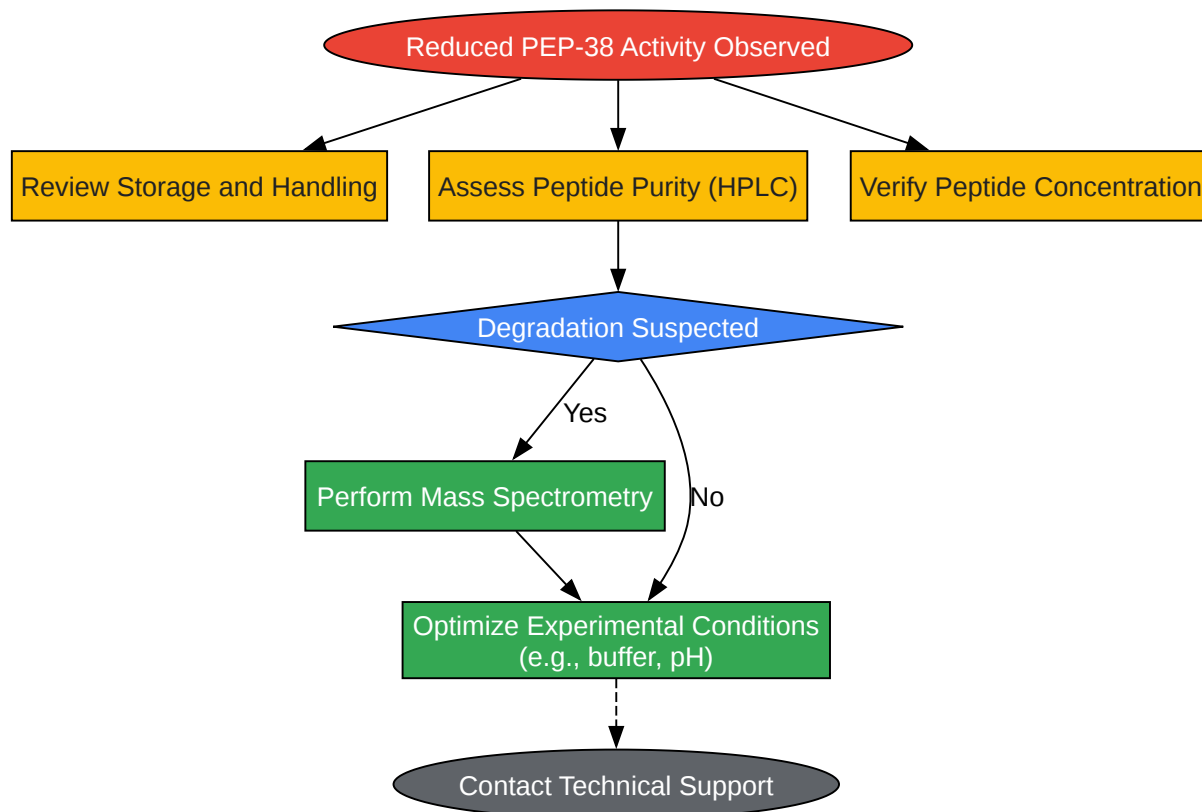 Reduced PEP-38 Activity Observed
Review Storage and Handling
Assess Peptide Purity (HPLC)
Verify Peptide Concentration
Degradation Suspected
Yes
Perform Mass Spectrometry
No
Optimize Experimental Conditions
(e.g., buffer, pH)
Contact Technical Support